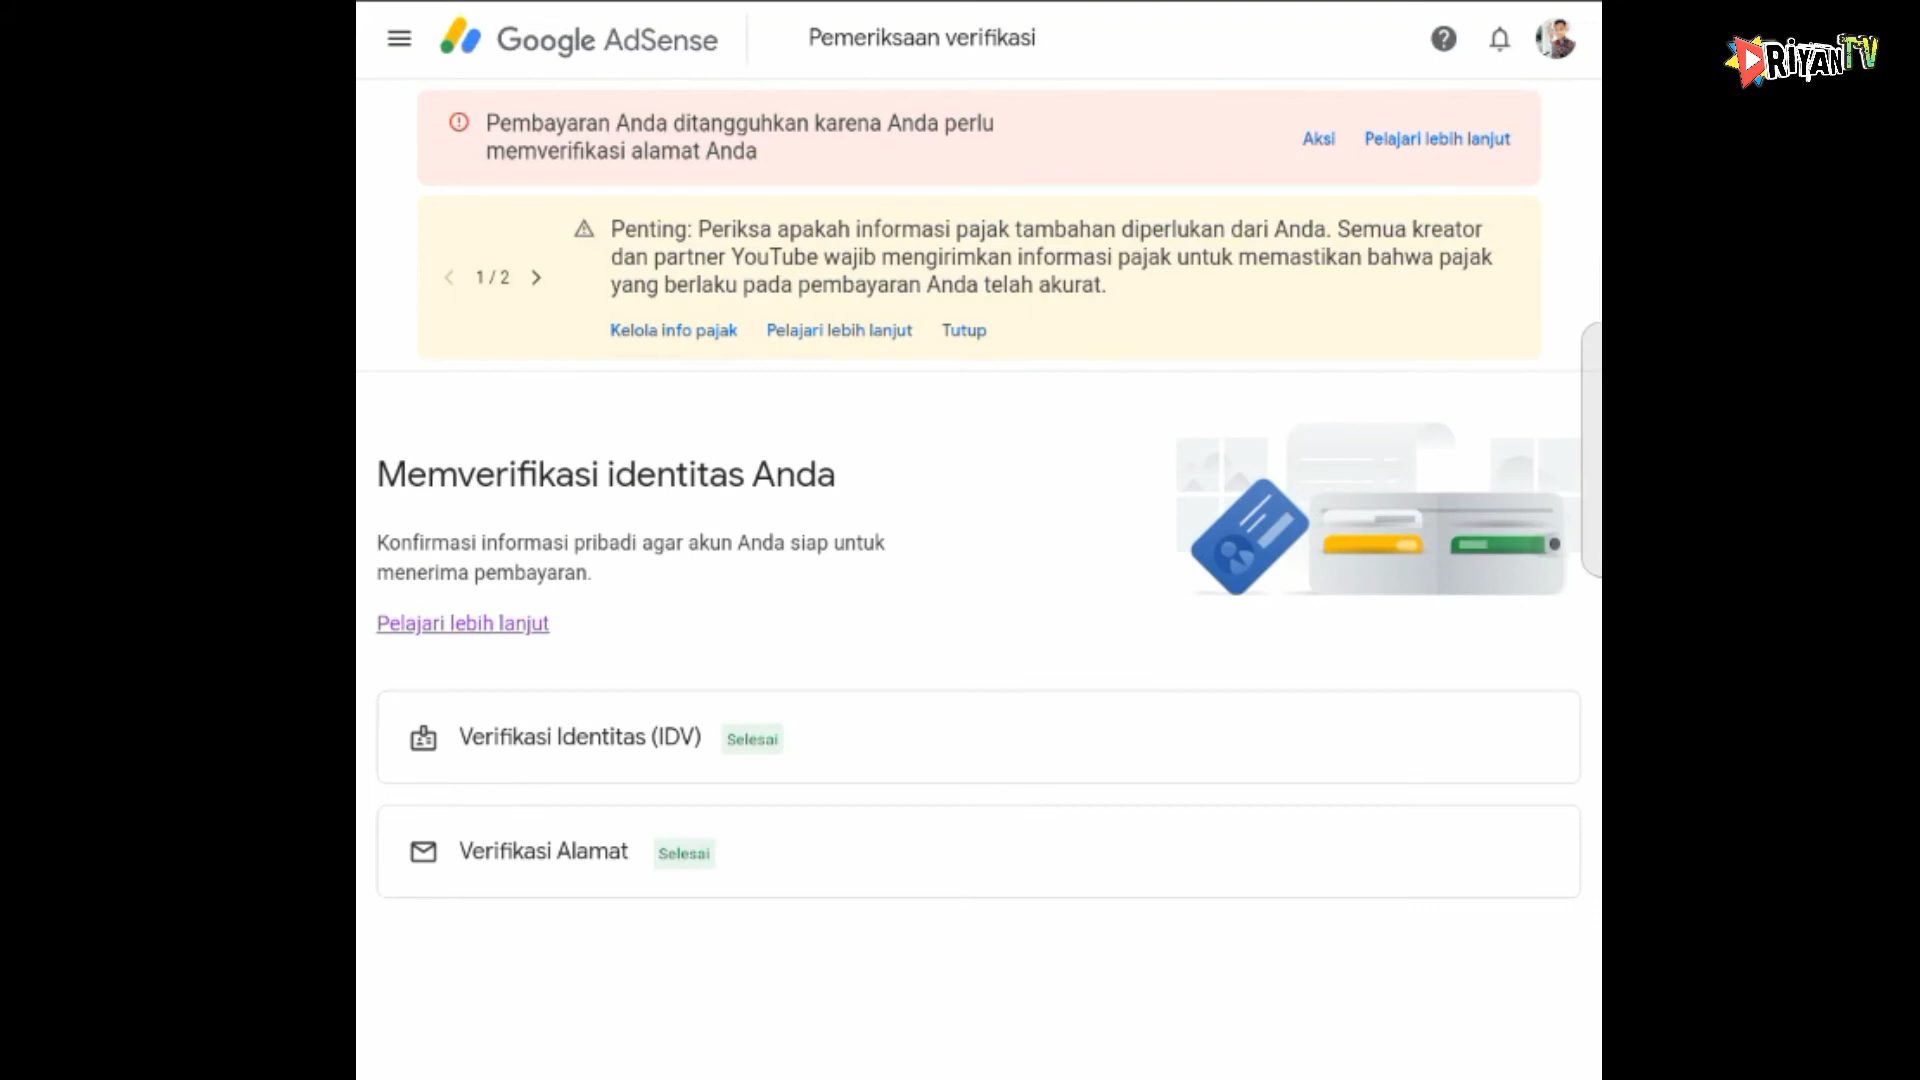 Google AdSense
Pemeriksaan verifikasi
RiYAN TV
Pembayaran Anda ditangguhkan karena Anda perlu
memverifikasi alamat Anda
Aksi
Pelajari lebih lanjut
Penting: Periksa apakah informasi pajak tambahan diperlukan dari Anda. Semua kreator
dan partner YouTube wajib mengirimkan informasi pajak untuk memastikan bahwa pajak
yang berlaku pada pembayaran Anda telah akurat.
1 / 2
Kelola info pajak
Pelajari lebih lanjut
Tutup
Memverifikasi identitas Anda
Konfirmasi informasi pribadi agar akun Anda siap untuk
menerima pembayaran.
Pelajari lebih lanjut
Verifikasi Identitas (IDV)
Selesai
Verifikasi Alamat
Selesai